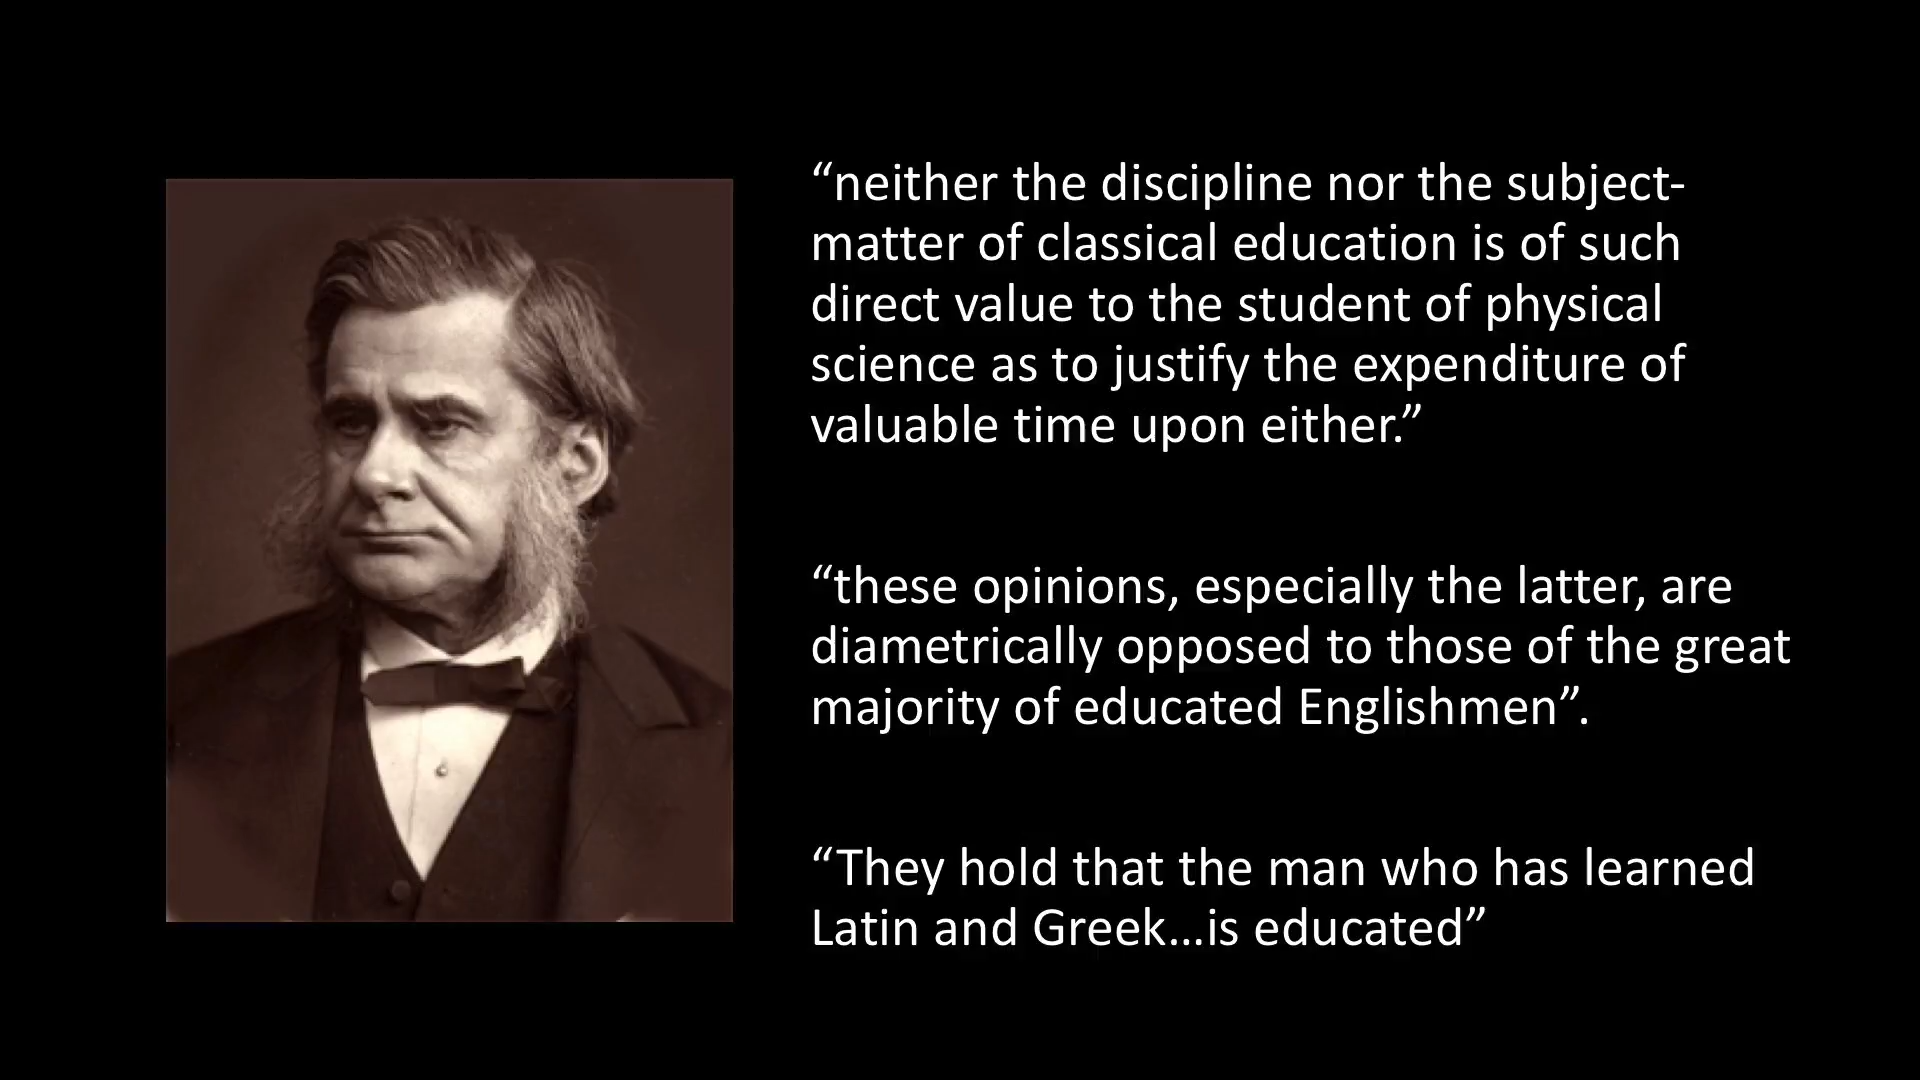 “neither the discipline nor the subject-
matter of classical education is of such
direct value to the student of physical
science as to justify the expenditure of
valuable time upon either.”
“these opinions, especially the latter, are
diametrically opposed to those of the great
majority of educated Englishmen”.
“They hold that the man who has learned
Latin and Greek…is educated”